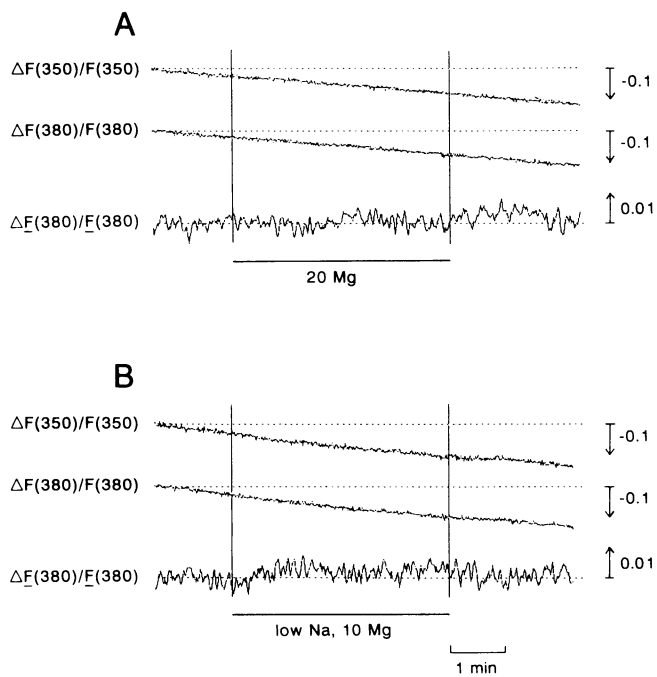 A
ΔF(350)/F(350)
-0.1
ΔF(380)/F(380)
-0.1
ΔF(380)/F(380)
0.01
20 Mg
B
ΔF(350)/F(350)
-0.1
ΔF(380)/F(380)
-0.1
ΔF(380)/F(380)
0.01
low Na, 10 Mg
1 min